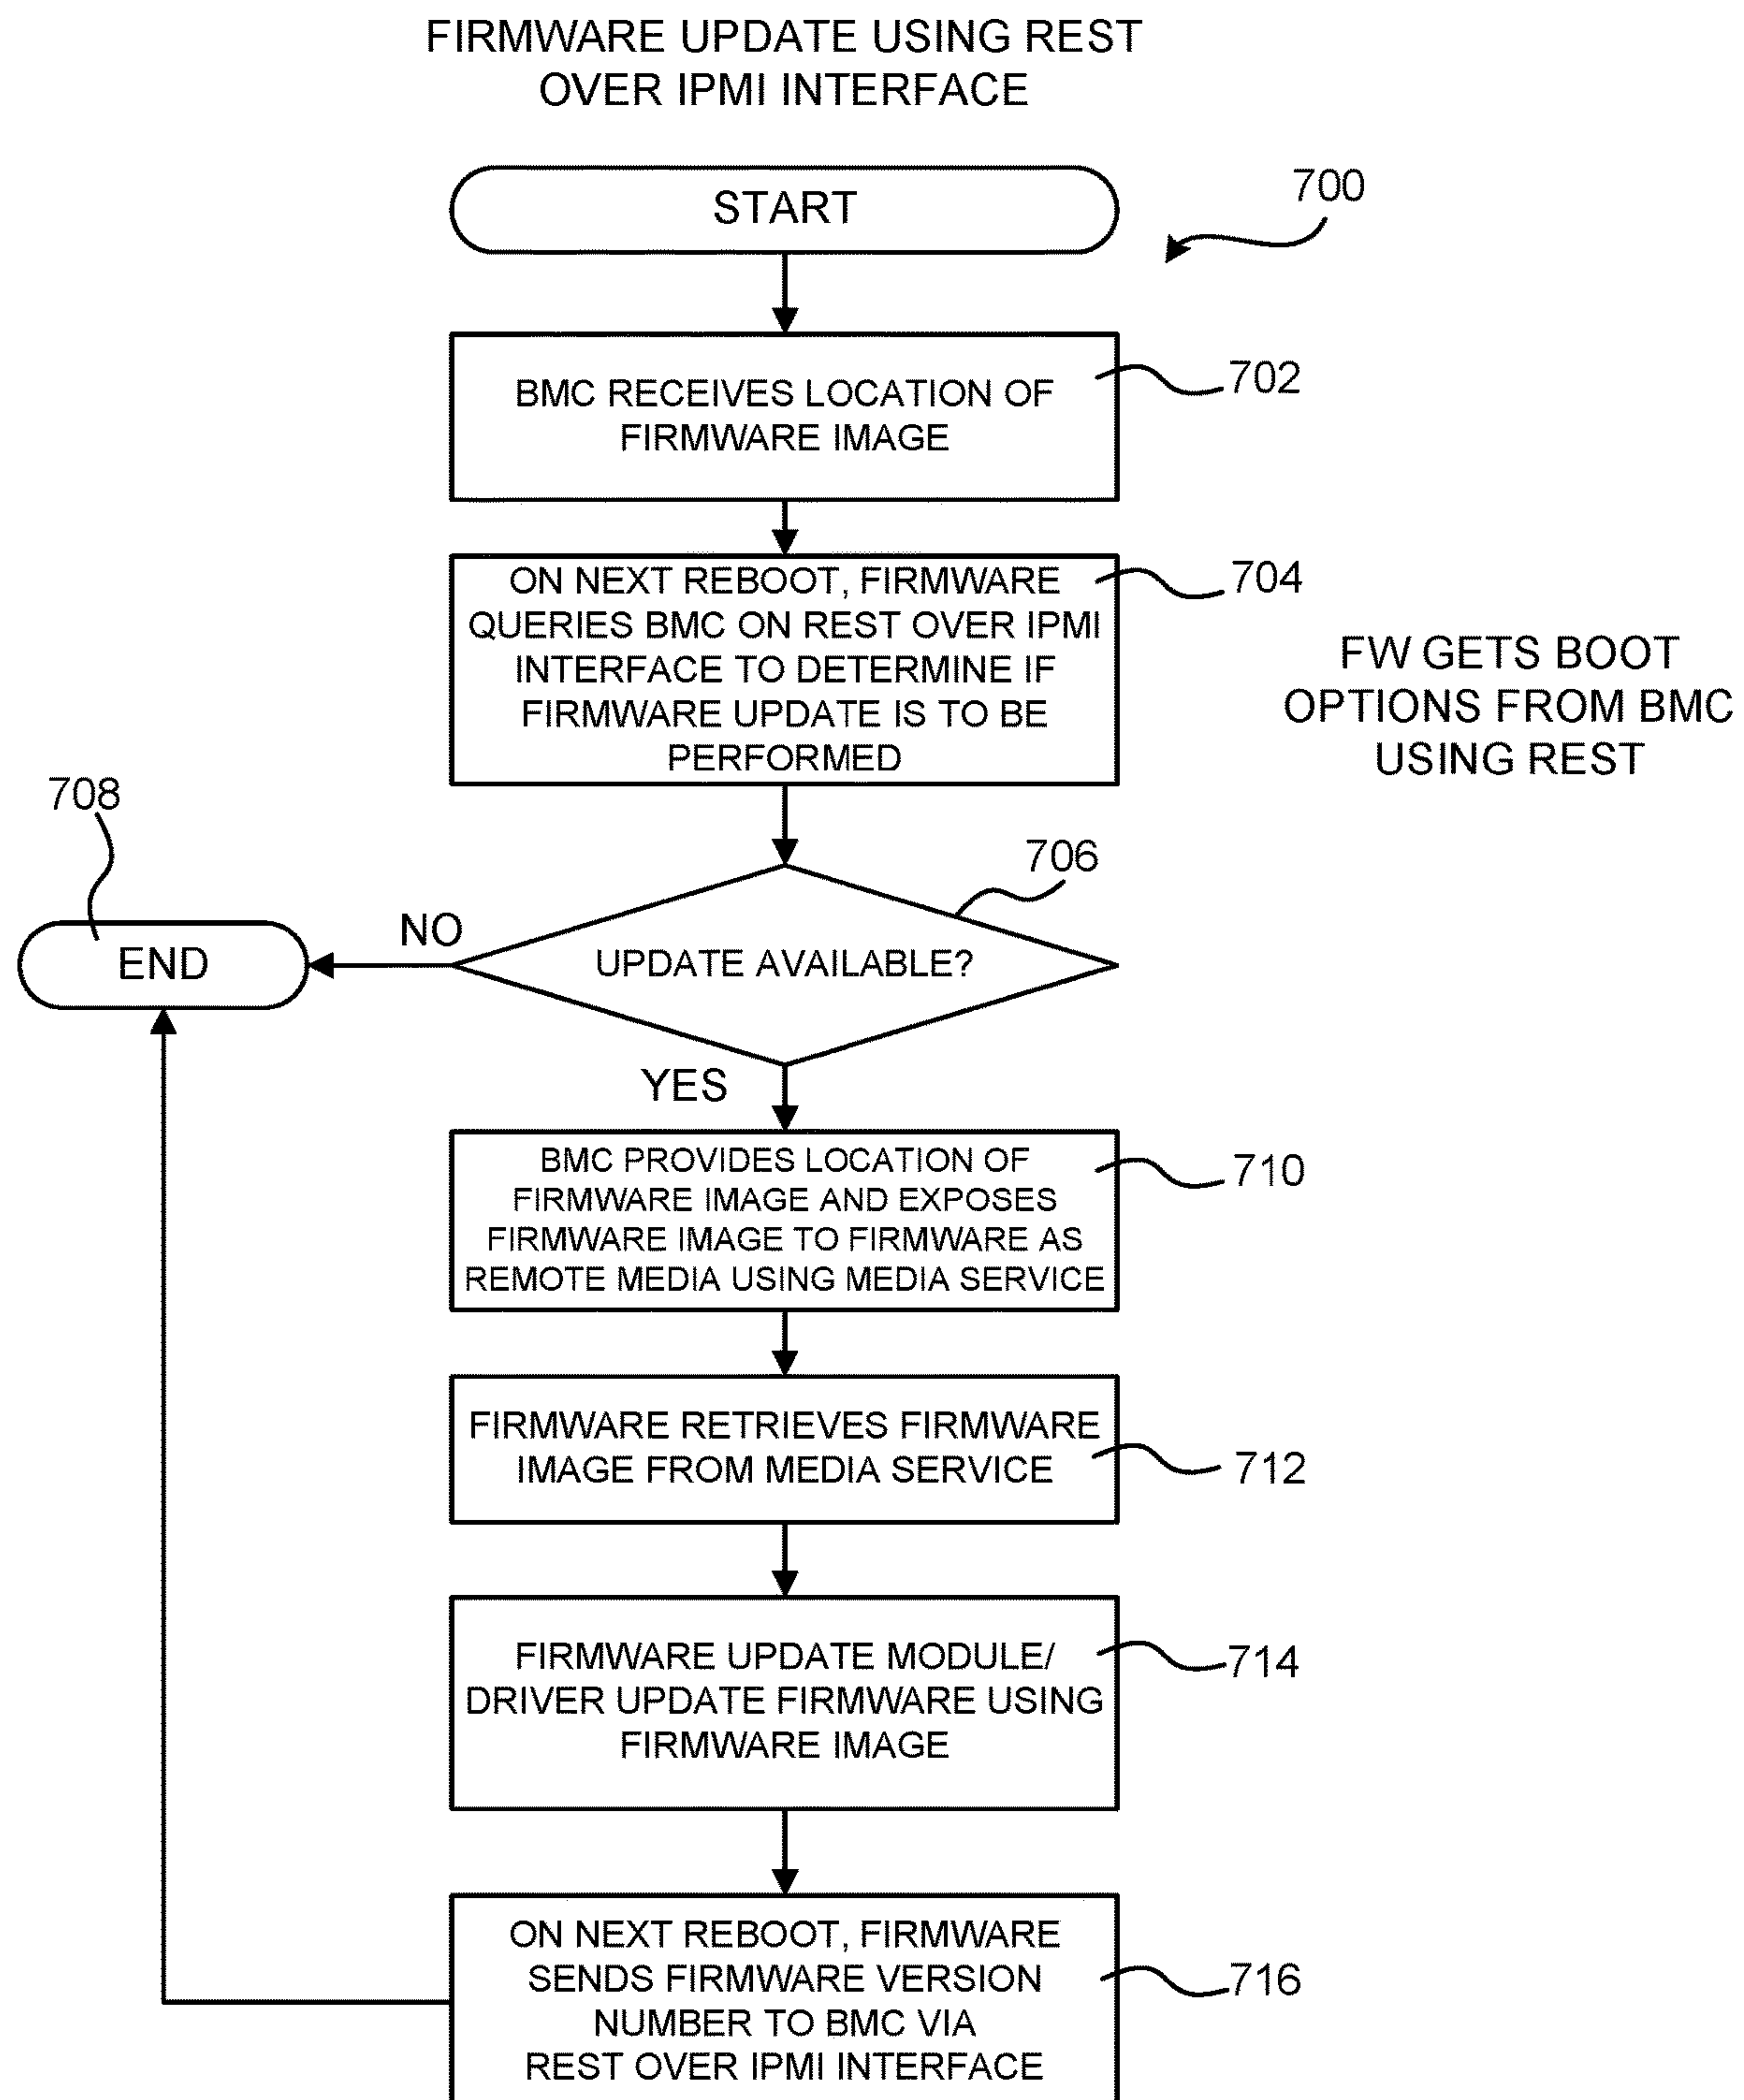 FIRMWARE UPDATE USING REST
OVER IPMI INTERFACE
START
700
BMC RECEIVES LOCATION OF
FIRMWARE IMAGE
702
ON NEXT REBOOT, FIRMWARE
QUERIES BMC ON REST OVER IPMI
INTERFACE TO DETERMINE IF
FIRMWARE UPDATE IS TO BE
PERFORMED
704
FW GETS BOOT
OPTIONS FROM BMC
USING REST
708
706
END
NO
UPDATE AVAILABLE?
YES
BMC PROVIDES LOCATION OF
FIRMWARE IMAGE AND EXPOSES
FIRMWARE IMAGE TO FIRMWARE AS
REMOTE MEDIA USING MEDIA SERVICE
710
FIRMWARE RETRIEVES FIRMWARE
IMAGE FROM MEDIA SERVICE
712
FIRMWARE UPDATE MODULE/
DRIVER UPDATE FIRMWARE USING
FIRMWARE IMAGE
714
ON NEXT REBOOT, FIRMWARE
SENDS FIRMWARE VERSION
NUMBER TO BMC VIA
REST OVER IPMI INTERFACE
716